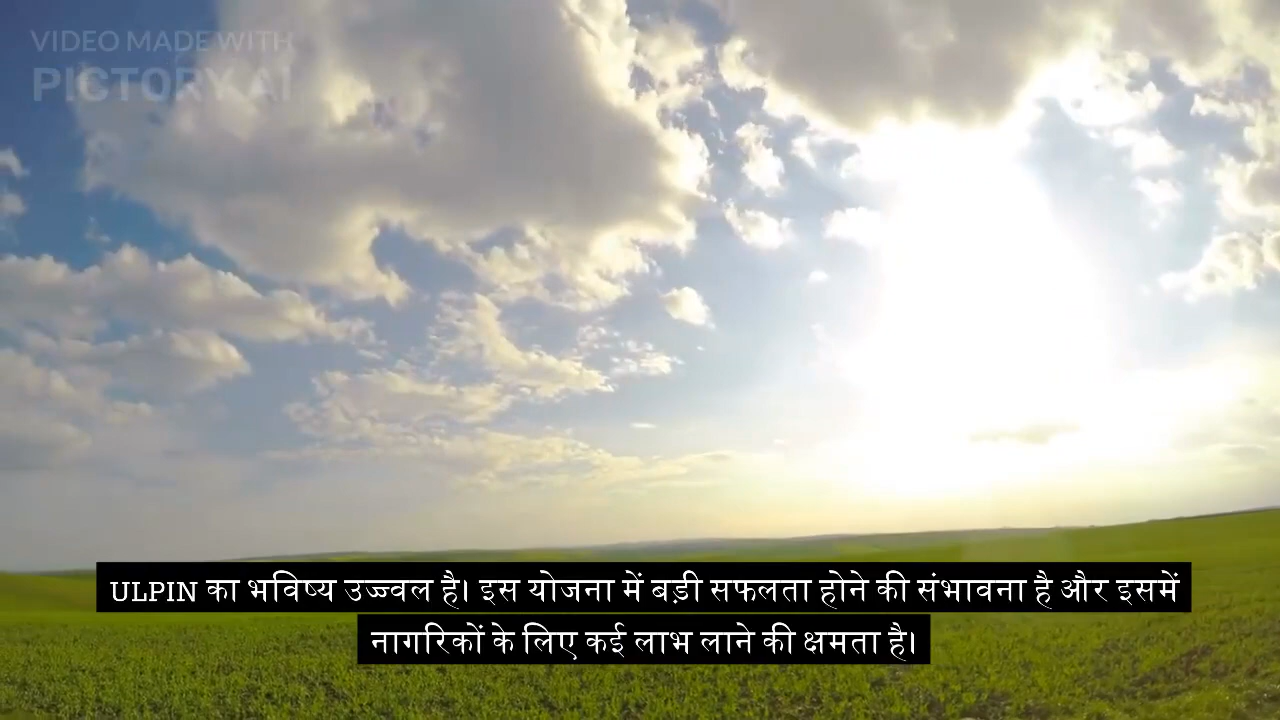 VIDEO MADE WITH
PICTORY.AI
ULPIN का भविष्य उज्ज्वल है। इस योजना में बड़ी सफलता होने की संभावना है और इसमें
नागरिकों के लिए कई लाभ लाने की क्षमता है।